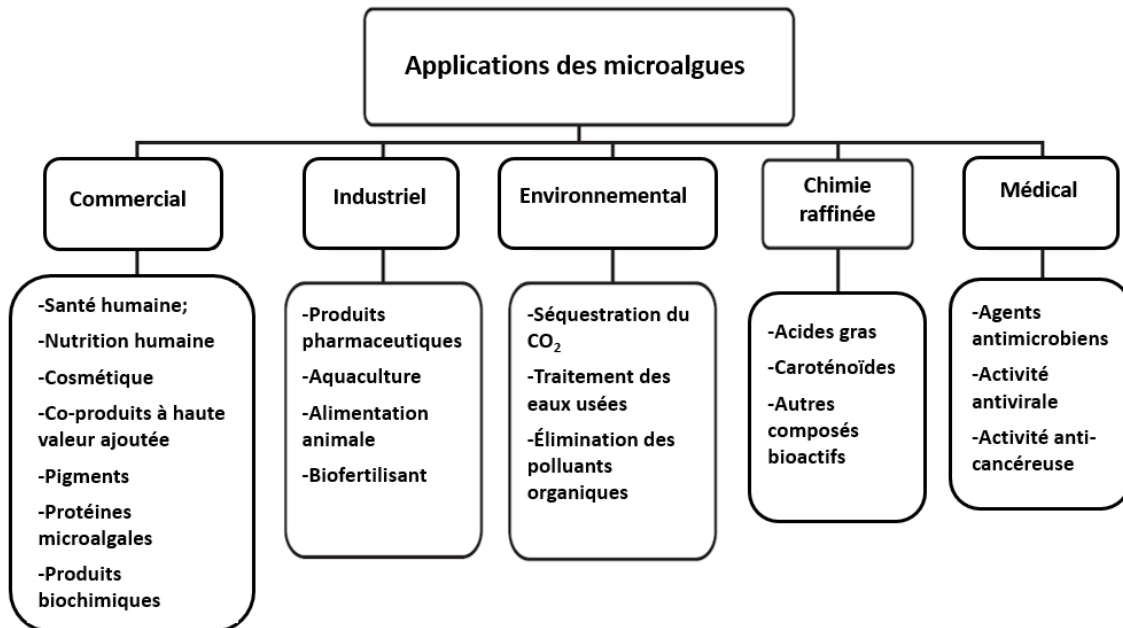 Applications des microalgues
Commercial
Industriel
Environnemental
Chimie
raffinée
Médical
-Santé humaine;
-Nutrition humaine
-Cosmétique
-Co-produits à haute
valeur ajoutée
-Pigments
-Protéines
microalgales
-Produits
biochimiques
-Produits
pharmaceutiques
-Aquaculture
-Alimentation
animale
-Biofertilisant
-Séquestration du
CO₂
-Traitement des
eaux usées
-Élimination des
polluants
organiques
-Acides gras
-Caroténoïdes
-Autres
composés
bioactifs
-Agents
antimicrobiens
-Activité
antivirale
-Activité anti-
cancéreuse